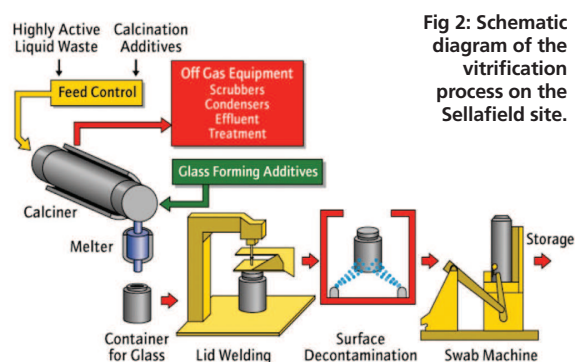 Highly Active
Liquid Waste
Calcination
Additives
Feed Control
Off Gas Equipment
Scrubbers
Condensers
Effluent
Treatment
Fig 2: Schematic
diagram of the
vitrification
process on the
Sellafield site.
Glass Forming Additives
Calciner
Melter
Storage
Container
for Glass
Lid Welding
Surface
Decontamination
Swab Machine